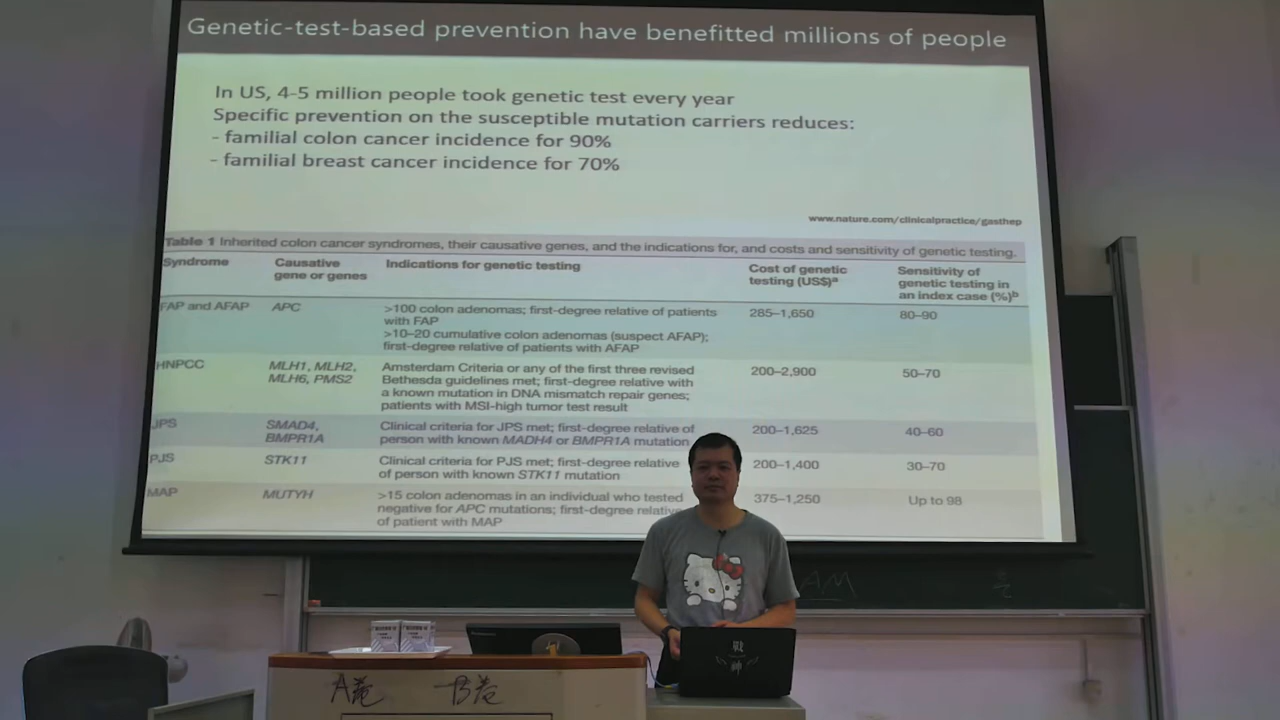 Genetic-test-based prevention have benefitted millions of people
In US, 4-5 million people took genetic test every year
Specific prevention on the susceptible mutation carriers reduces:
- familial colon cancer incidence for 90%
- familial breast cancer incidence for 70%
www.nature.com/clinicalpractice/gasthep
Table 1 Inherited colon cancer syndromes, their causative genes, and the indications for, and costs and sensitivity of genetic testing.
Syndrome Causative gene or genes Indications for genetic testing Cost of genetic testing (US$)a Sensitivity of genetic testing in an index case (%)b
FAP and AFAP APC >100 colon adenomas; first-degree relative of patients 285–1,650 80–90
with FAP
>10–20 cumulative colon adenomas (suspect AFAP);
first-degree relative of patients with AFAP
HNPCC MLH1, MLH2, Amsterdam Criteria or any of the first three revised 200–2,900 50–70
MLH6, PMS2 Bethesda guidelines met; first-degree relative with
a known mutation in DNA mismatch repair genes;
patients with MSI-high tumor test result
JPS SMAD4, Clinical criteria for JPS met; first-degree relative of 200–1,625 40–60
BMPR1A person with known MADH4 or BMPR1A mutation
PJS STK11 Clinical criteria for PJS met; first-degree relative 200–1,400 30–70
of person with known STK11 mutation
MAP MUTYH >15 colon adenomas in an individual who tested 375–1,250 Up to 98
negative for APC mutations; first-degree relative
of patient with MAP
AM
戰
神
A卷 B卷